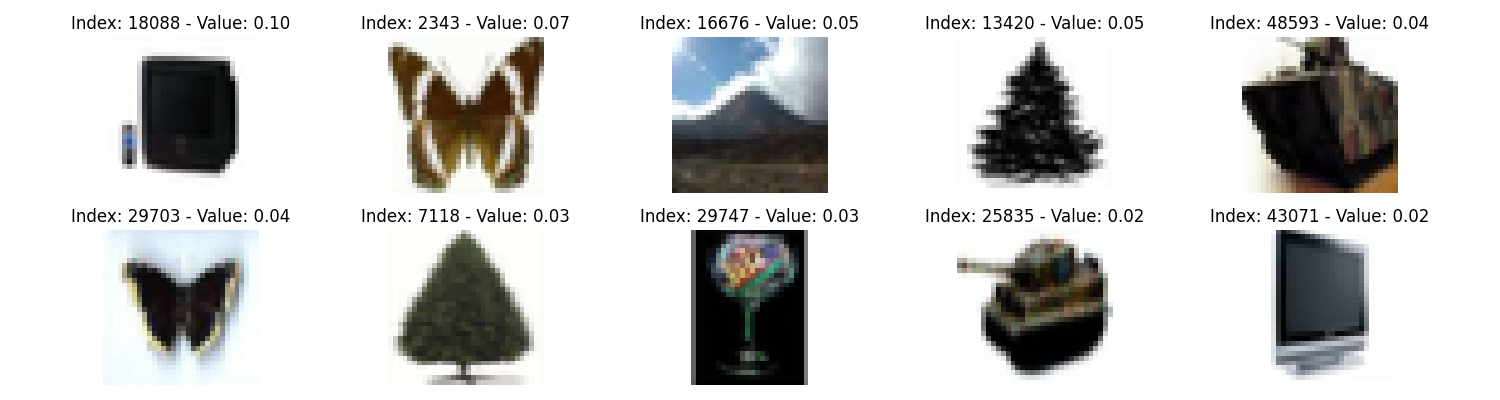 Index: 18088 - Value: 0.10
Index: 2343 - Value: 0.07
Index: 16676 - Value: 0.05
Index: 13420 - Value: 0.05
Index: 48593 - Value: 0.04
Index: 29703 - Value: 0.04
Index: 7118 - Value: 0.03
Index: 29747 - Value: 0.03
Index: 25835 - Value: 0.02
Index: 43071 - Value: 0.02